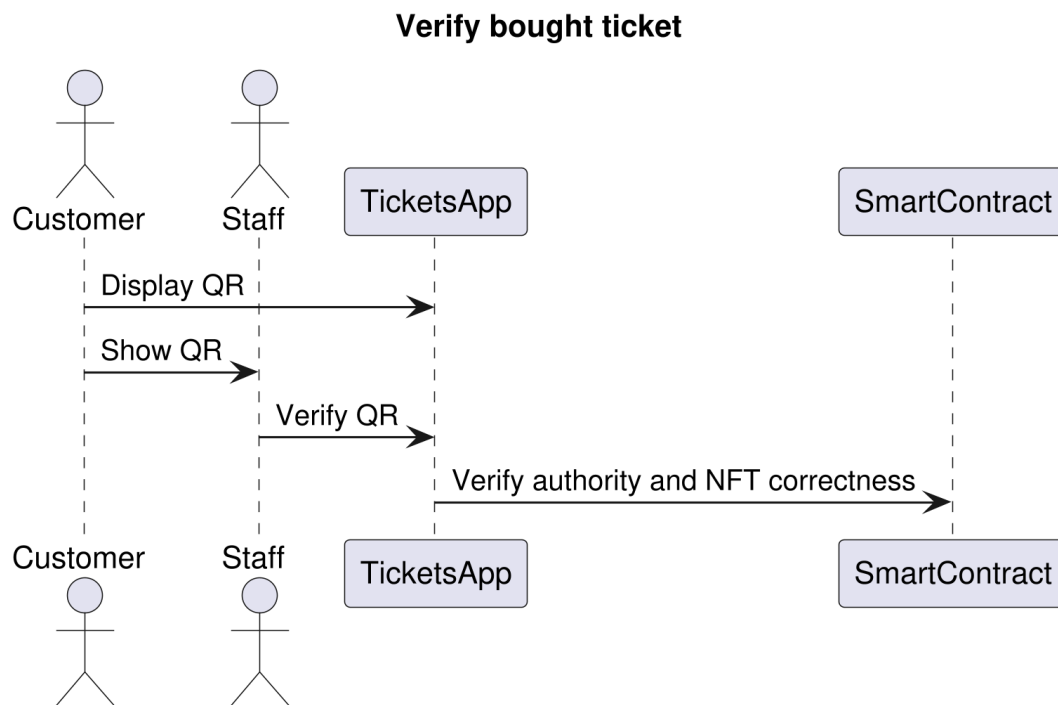 Verify bought ticket
Customer
Staff
TicketsApp
SmartContract
Display QR
Show QR
Verify QR
Verify authority and NFT correctness
Customer
Staff
TicketsApp
SmartContract